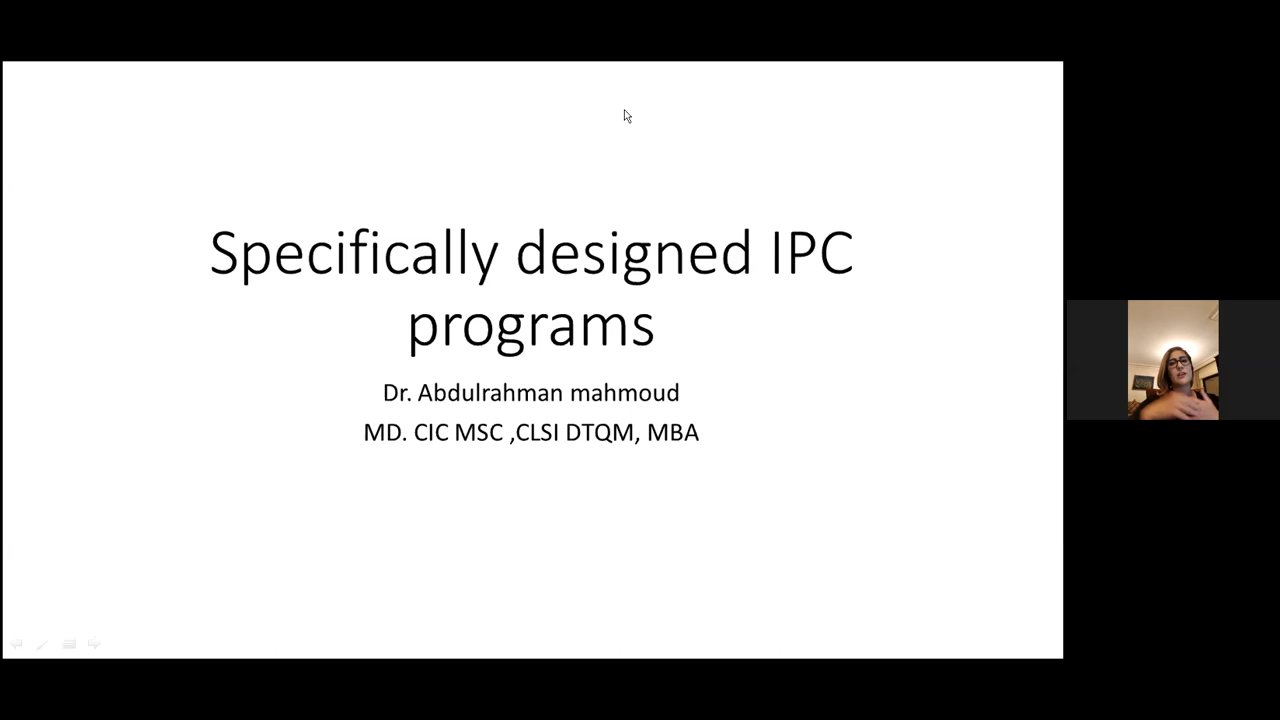 Specifically designed IPC
programs
Dr. Abdulrahman mahmoud
MD. CIC MSC ,CLSI DTQM, MBA